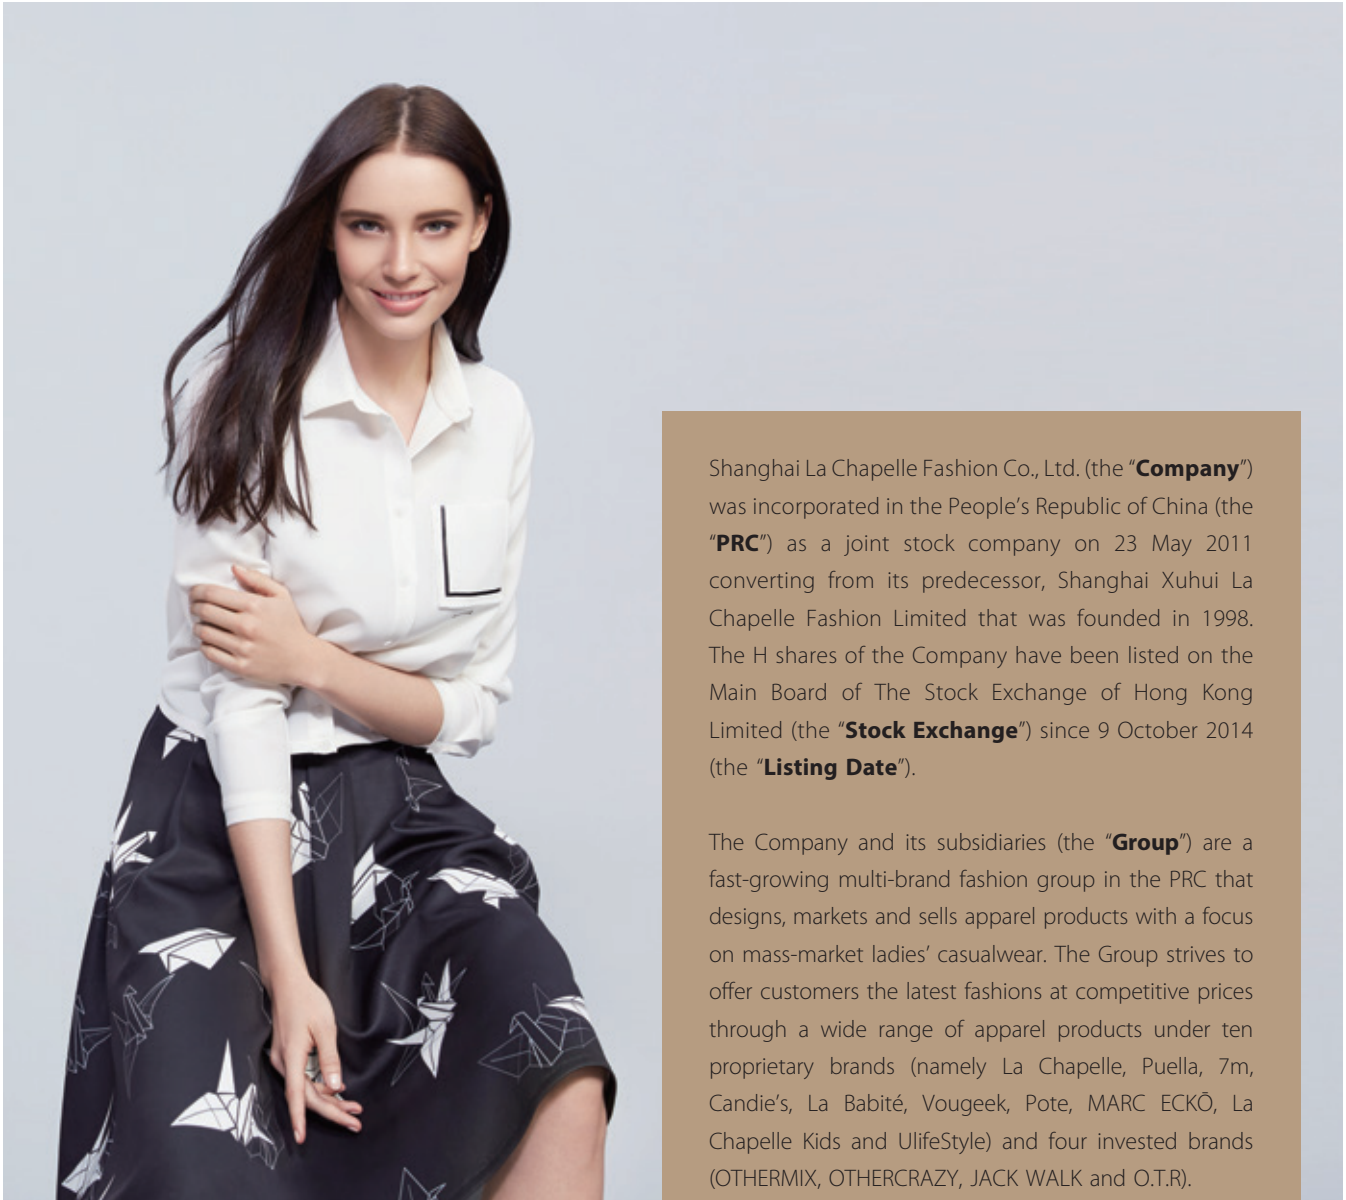 Shanghai La Chapelle Fashion Co., Ltd. (the “Company”)
was incorporated in the People’s Republic of China (the
“PRC”) as a joint stock company on 23 May 2011
converting from its predecessor, Shanghai Xuhui La
Chapelle Fashion Limited that was founded in 1998.
The H shares of the Company have been listed on the
Main Board of The Stock Exchange of Hong Kong
Limited (the “Stock Exchange”) since 9 October 2014
(the “Listing Date”).
The Company and its subsidiaries (the “Group”) are a
fast-growing multi-brand fashion group in the PRC that
designs, markets and sells apparel products with a focus
on mass-market ladies’ casualwear. The Group strives to
offer customers the latest fashions at competitive prices
through a wide range of apparel products under ten
proprietary brands (namely La Chapelle, Puella, 7m,
Candie’s, La Babité, Vougeek, Pote, MARC ECKŌ, La
Chapelle Kids and UlifeStyle) and four invested brands
(OTHERMIX, OTHERCRAZY, JACK WALK and O.T.R).